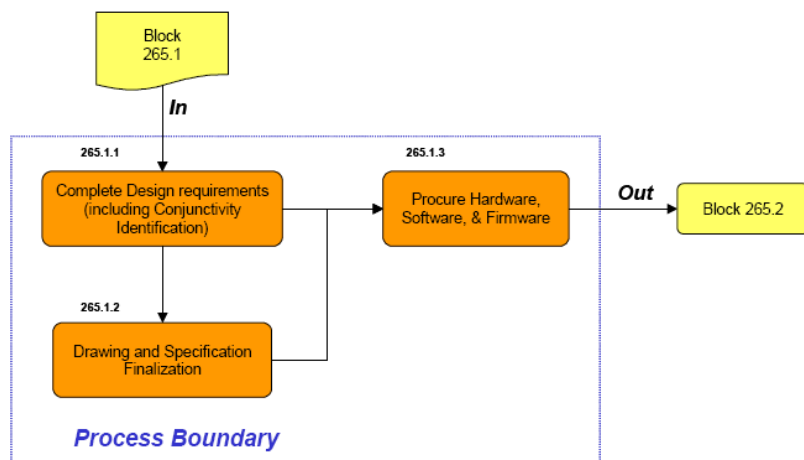 Block
265.1
In
265.1.1
265.1.3
Complete Design requirements
(including Conjunctivity
Identification)
Procure Hardware,
Software, & Firmware
Out
Block 265.2
265.1.2
Drawing and Specification
Finalization
Process Boundary